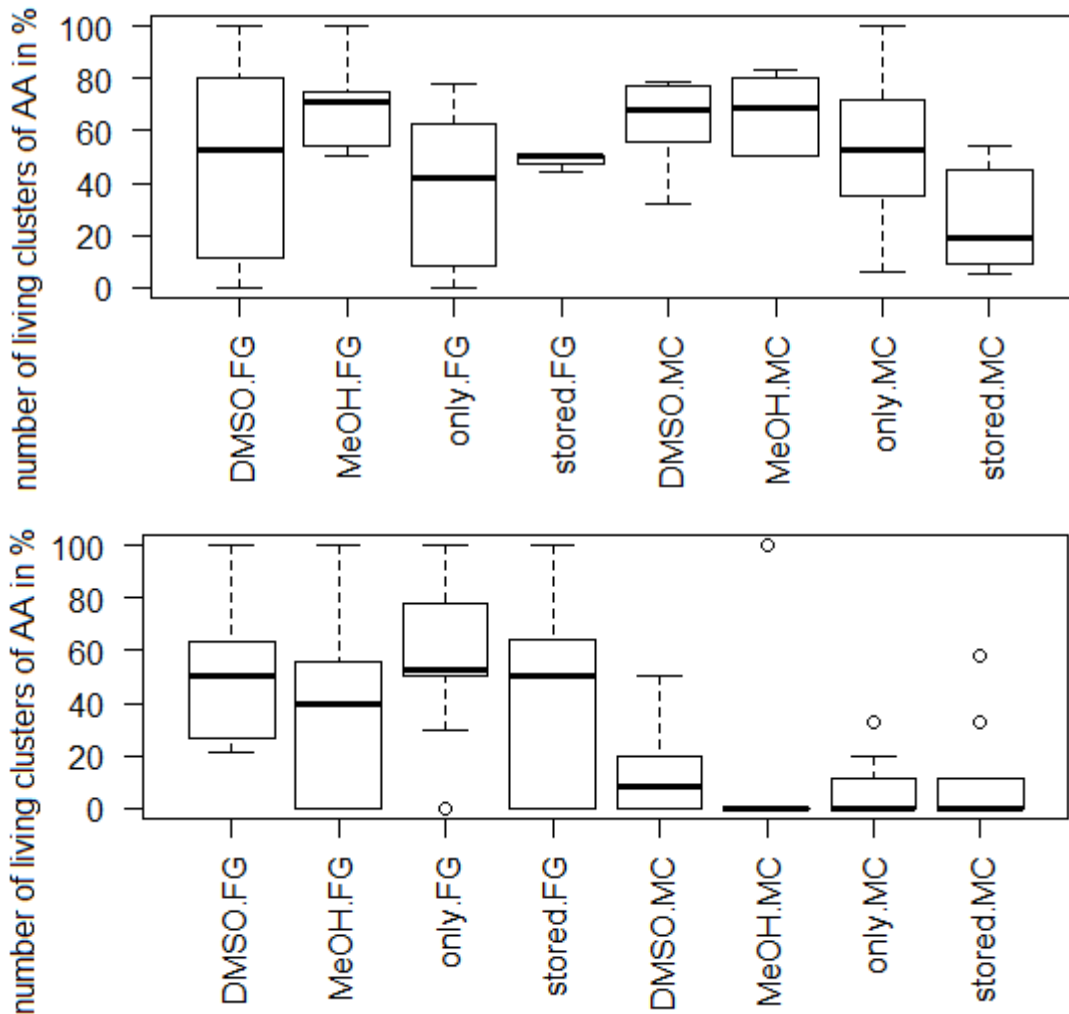 number of living clusters of AA in %
100
80
60
40
20
0
DMSO.FG
MeOH.FG
only.FG
stored.FG
DMSO.MC
MeOH.MC
only.MC
stored.MC
number of living clusters of AA in %
100
80
60
40
20
0
DMSO.FG
MeOH.FG
only.FG
stored.FG
DMSO.MC
MeOH.MC
only.MC
stored.MC